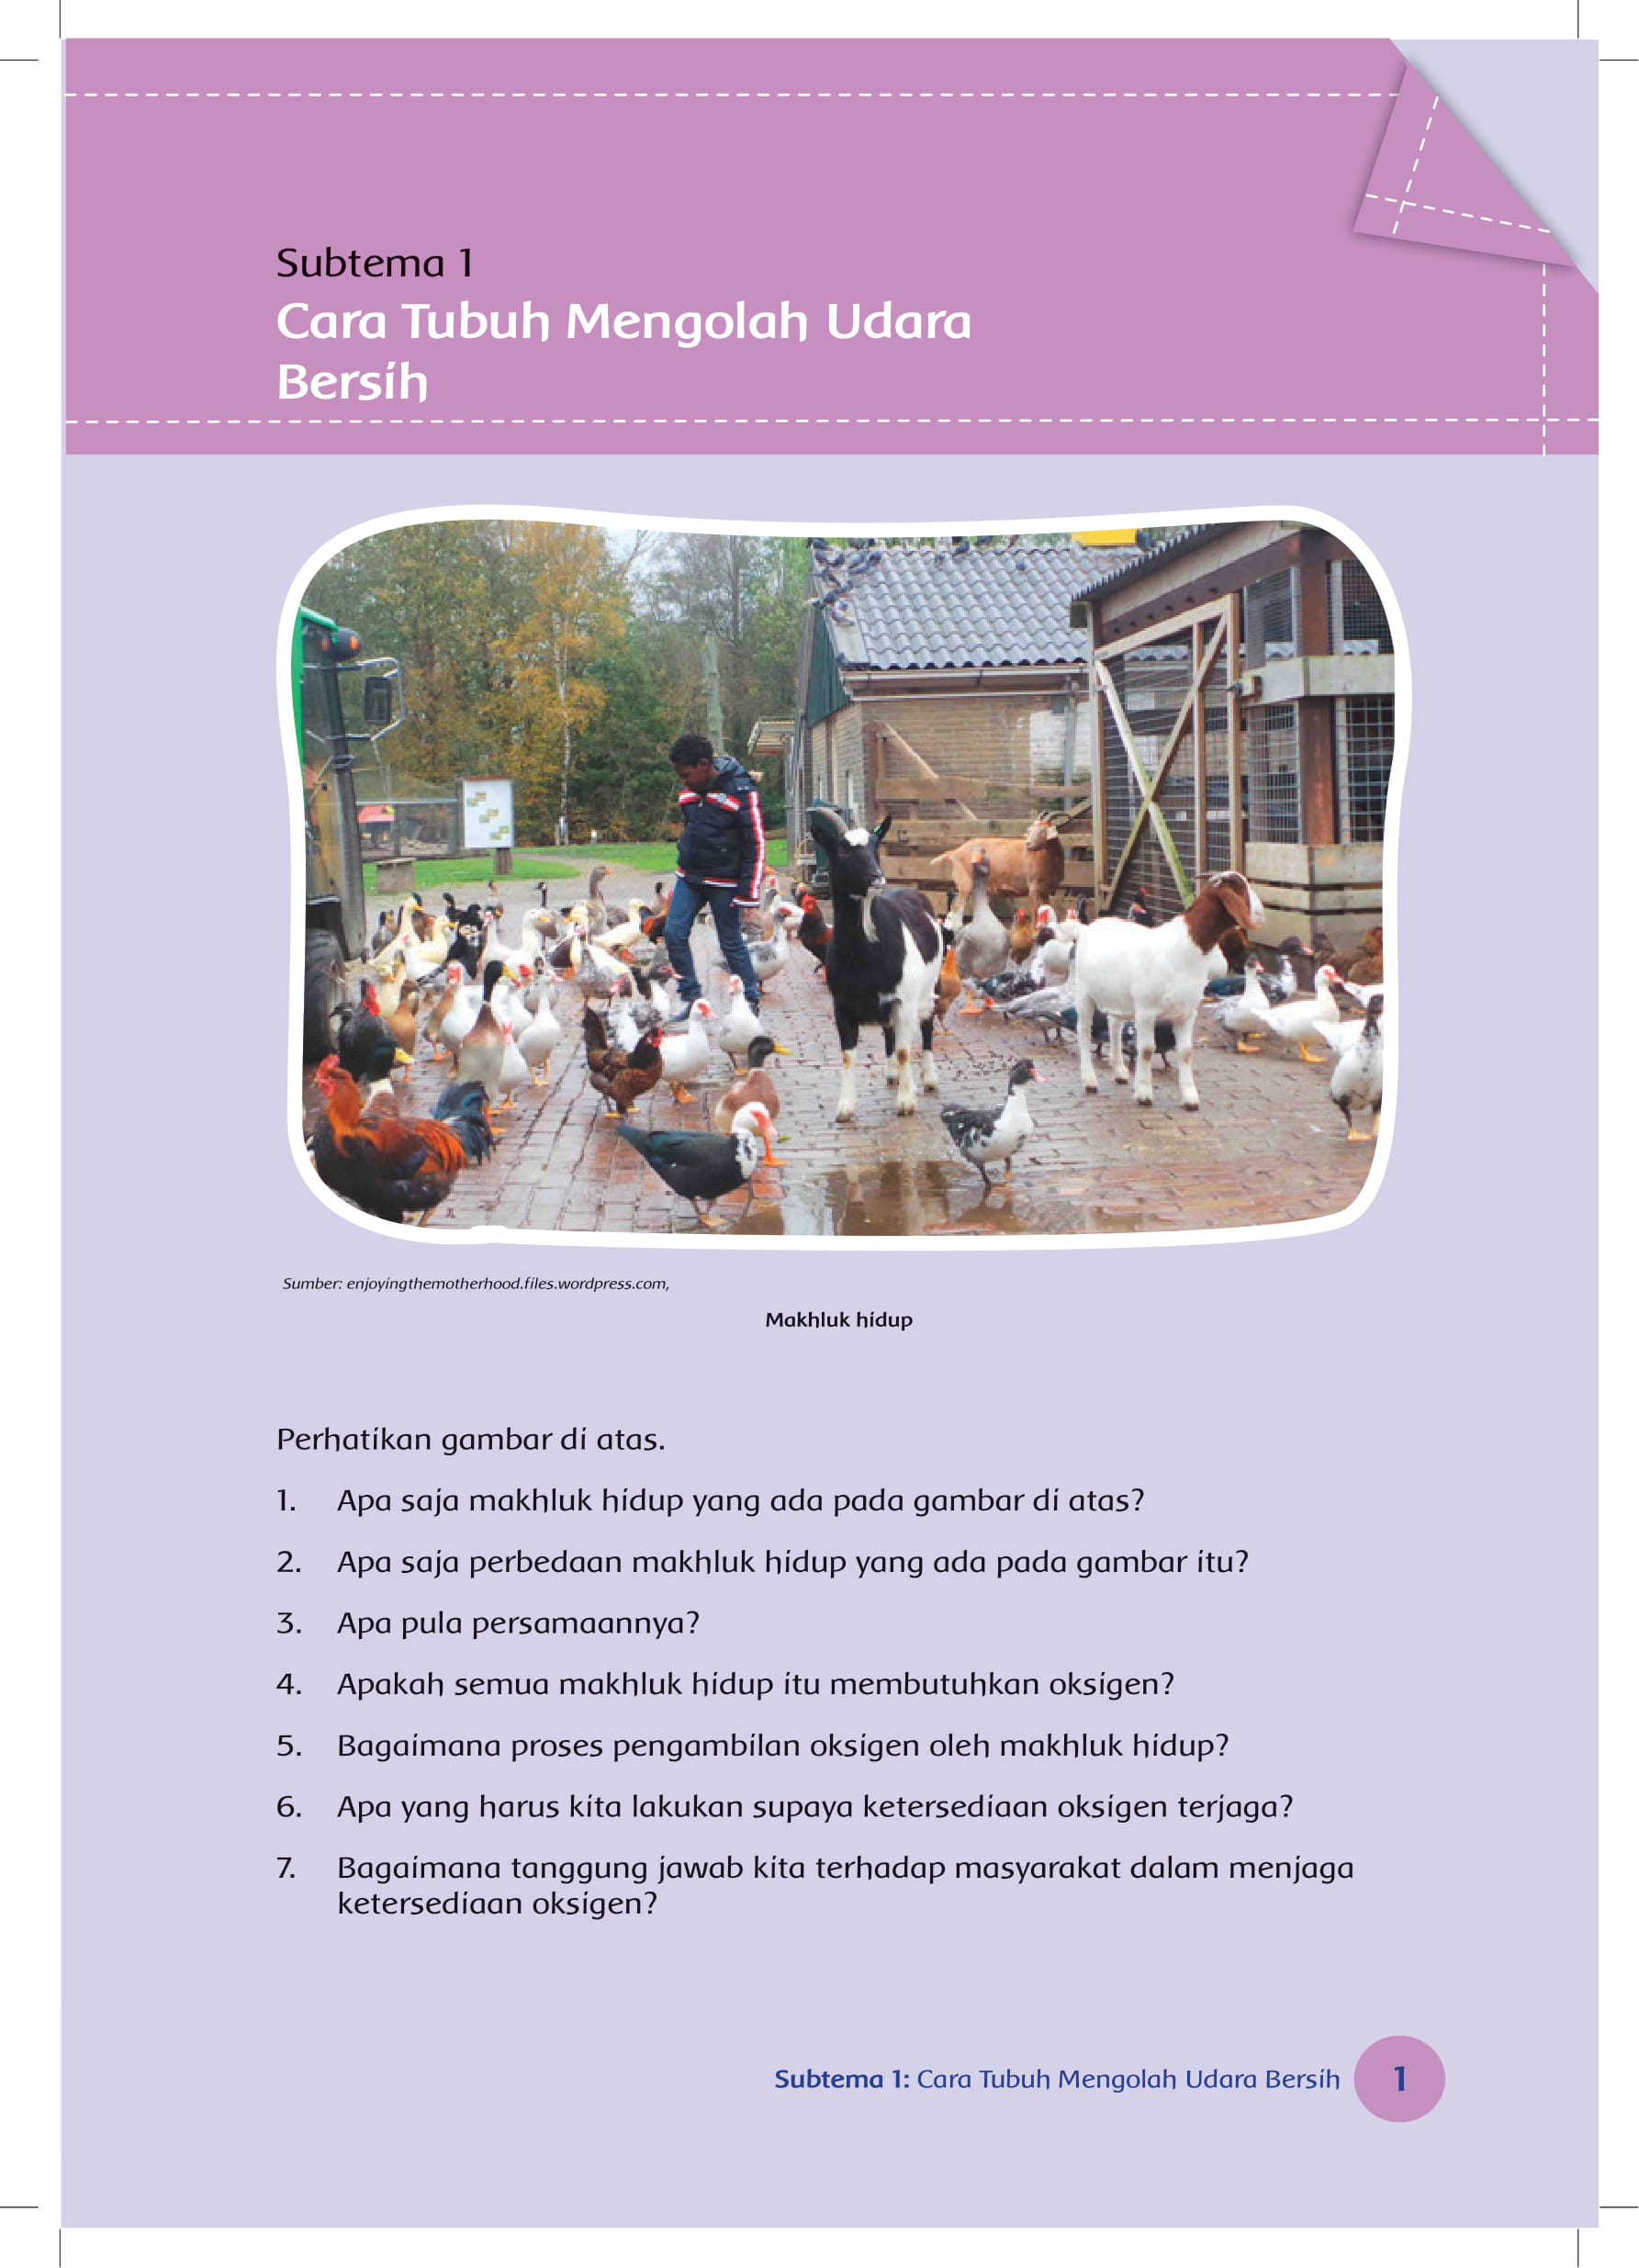 Subtema 1
Cara Tubuh Mengolah Udara
Bersih
Sumber: enjoyingthemotherhood.files.wordpress.com,
Makhluk hidup
Perhatikan gambar di atas.
1. Apa saja makhluk hidup yang ada pada gambar di atas?
2. Apa saja perbedaan makhluk hidup yang ada pada gambar itu?
3. Apa pula persamaannya?
4. Apakah semua makhluk hidup itu membutuhkan oksigen?
5. Bagaimana proses pengambilan oksigen oleh makhluk hidup?
6. Apa yang harus kita lakukan supaya ketersediaan oksigen terjaga?
7. Bagaimana tanggung jawab kita terhadap masyarakat dalam menjaga
ketersediaan oksigen?
Subtema 1: Cara Tubuh Mengolah Udara Bersih 1